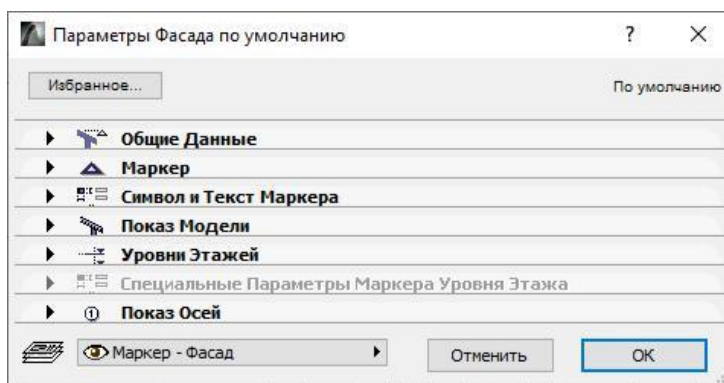 Параметры Фасада по умолчанию
?
Избранное...
По умолчанию
Общие Данные
Маркер
Символ и Текст Маркера
Показ Модели
Уровни Этажей
Специальные Параметры Маркера Уровня Этажа
1 Показ Осей
Маркер - Фасад
Отменить
OK